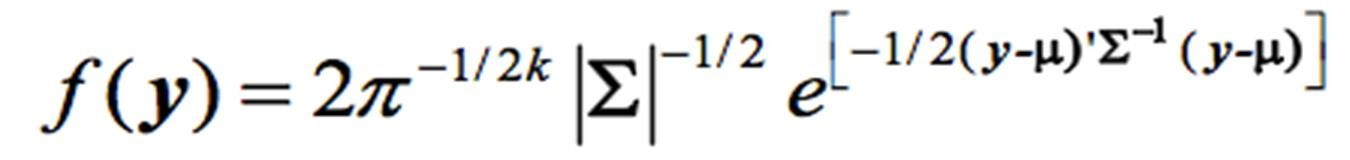 f(y) = 2π^{-1/2k} |Σ|^{-1/2} e^{[-1/2(y-μ)'Σ^{-1}(y-μ)]}